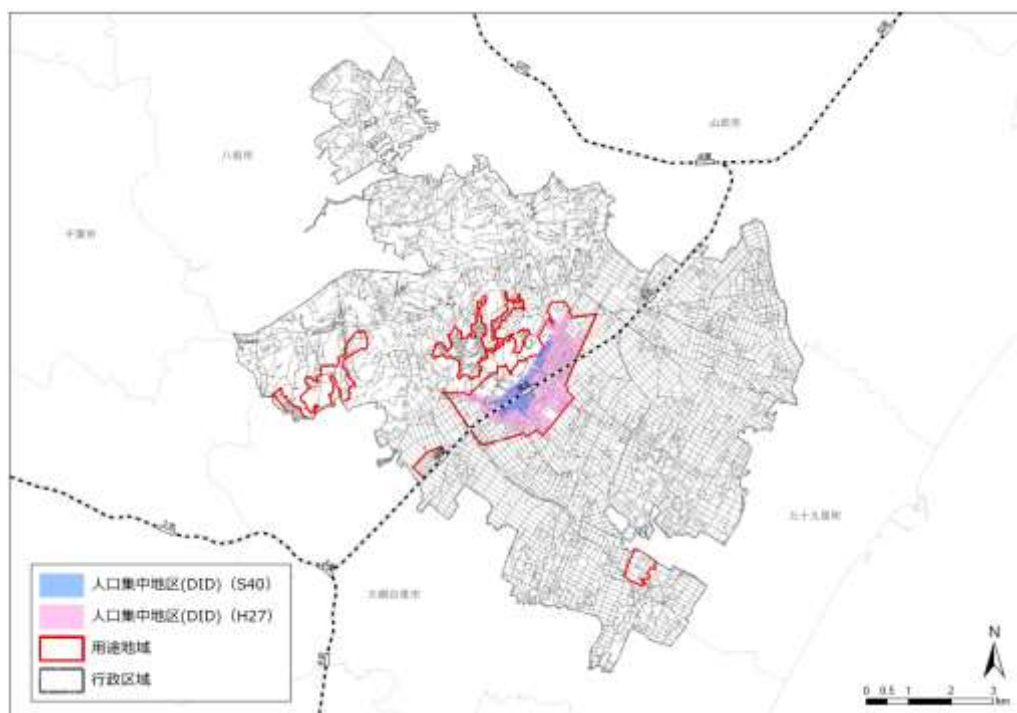 山武市
八街市
千葉市
九十九里町
大網白里市
人口集中地区(DID)（S40）
人口集中地区(DID)（H27）
用途地域
行政区域
N
0 0.5 1 2 3
km